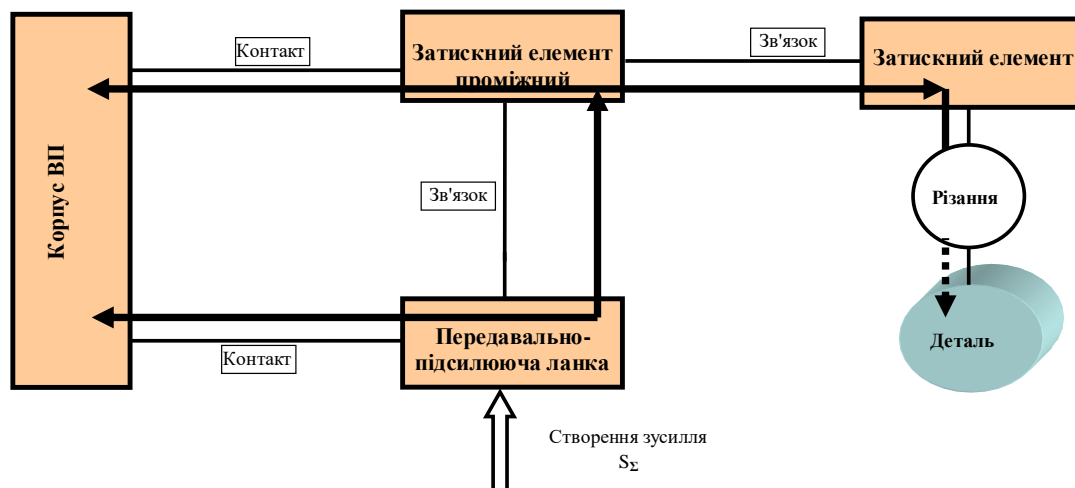 Контакт
Затискний елемент
проміжний
Зв'язок
Затискний елемент
Корпус ВП
Зв'язок
Різання
Контакт
Передавально-
підсилююча ланка
Деталь
Створення зусилля
SΣ